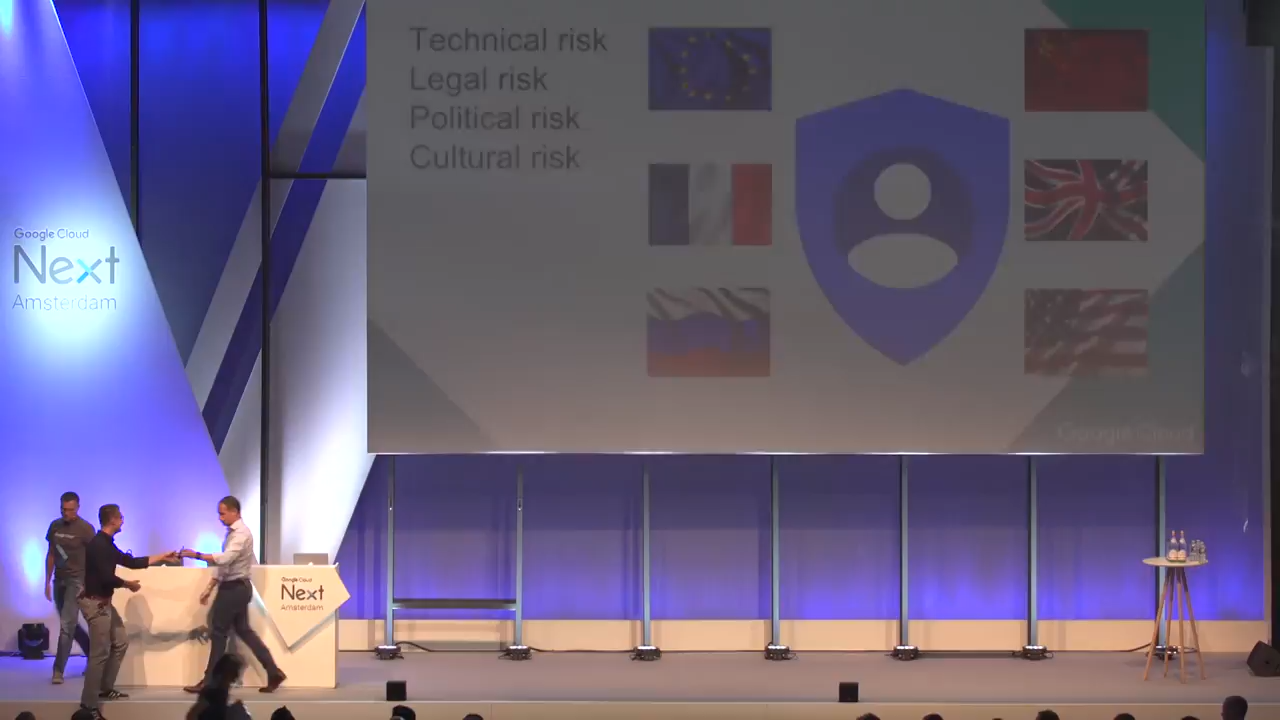 Technical risk
Legal risk
Political risk
Cultural risk
Google Cloud
Google Cloud
Next
Amsterdam
Google Cloud
Next
Amsterdam